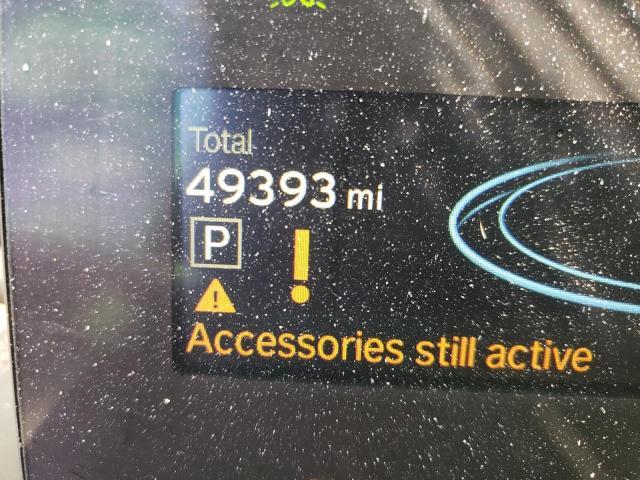 Total
49393 mi
P
!
Accessories still active